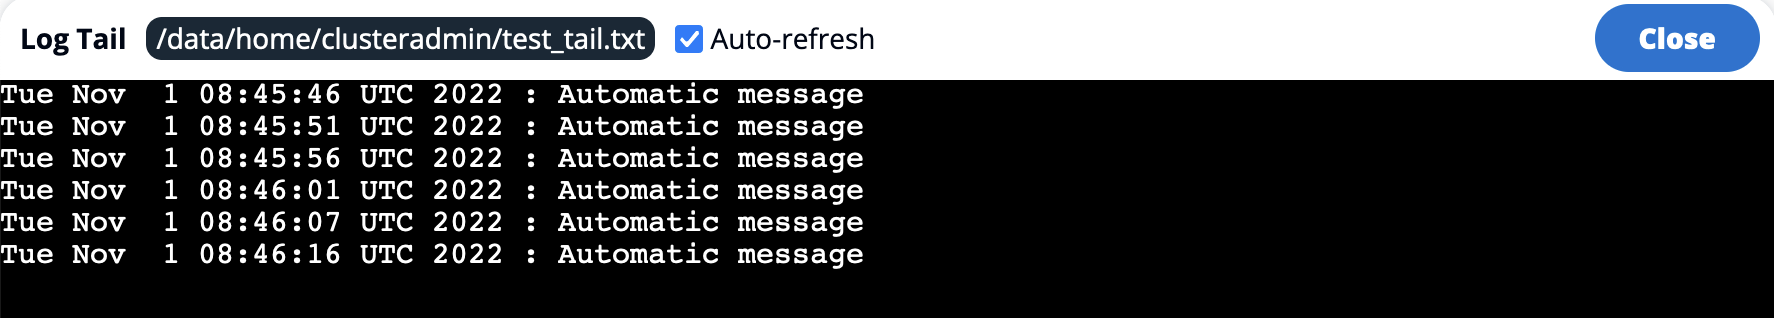 Log Tail /data/home/clusteradmin/test_tail.txt Auto-refresh Close
Tue Nov  1 08:45:46 UTC 2022 : Automatic message
Tue Nov  1 08:45:51 UTC 2022 : Automatic message
Tue Nov  1 08:45:56 UTC 2022 : Automatic message
Tue Nov  1 08:46:01 UTC 2022 : Automatic message
Tue Nov  1 08:46:07 UTC 2022 : Automatic message
Tue Nov  1 08:46:16 UTC 2022 : Automatic message